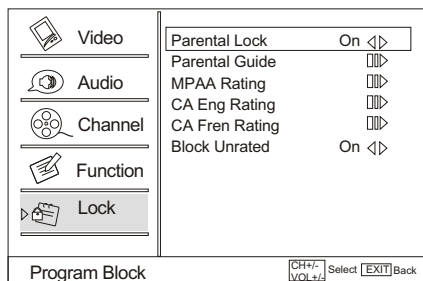 Video
Audio
Channel
Function
Lock
Parental Lock On
Parental Guide
MPAA Rating
CA Eng Rating
CA Fren Rating
Block Unrated On
Program Block
CH+/-
VOL+/- Select EXIT Back